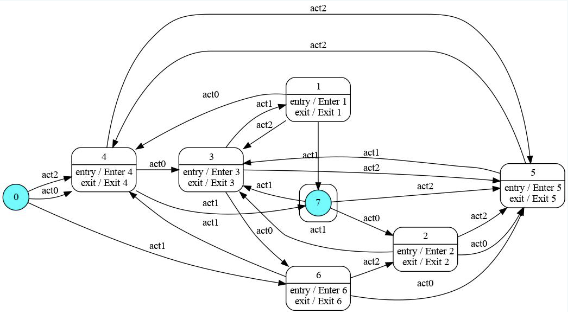 act2
act2
1
entry / Enter 1
exit / Exit 1
act0
act1
act2
4
entry / Enter 4
exit / Exit 4
act0
3
entry / Enter 3
exit / Exit 3
act1
act1
act2
5
entry / Enter 5
exit / Exit 5
0
act2
act0
act1
act1
7
act2
act1
act0
act1
act0
2
entry / Enter 2
exit / Exit 2
act2
act0
act1
6
entry / Enter 6
exit / Exit 6
act2
act0